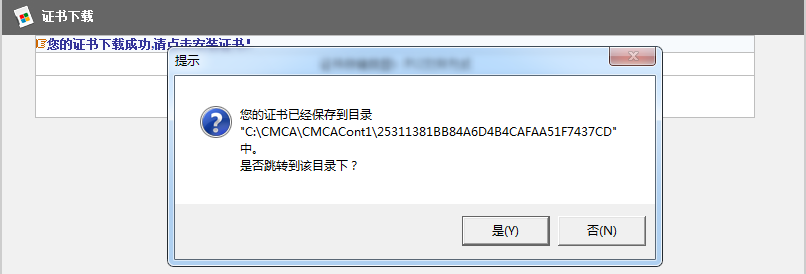 证书下载
您的证书下载成功,请点击安装证书!
提示
您的证书已经保存到目录
"C:\CMCA\CMCACont1\25311381BB84A6D4B4CAFAA51F7437CD"
中。
是否跳转到该目录下？
是(Y)
否(N)